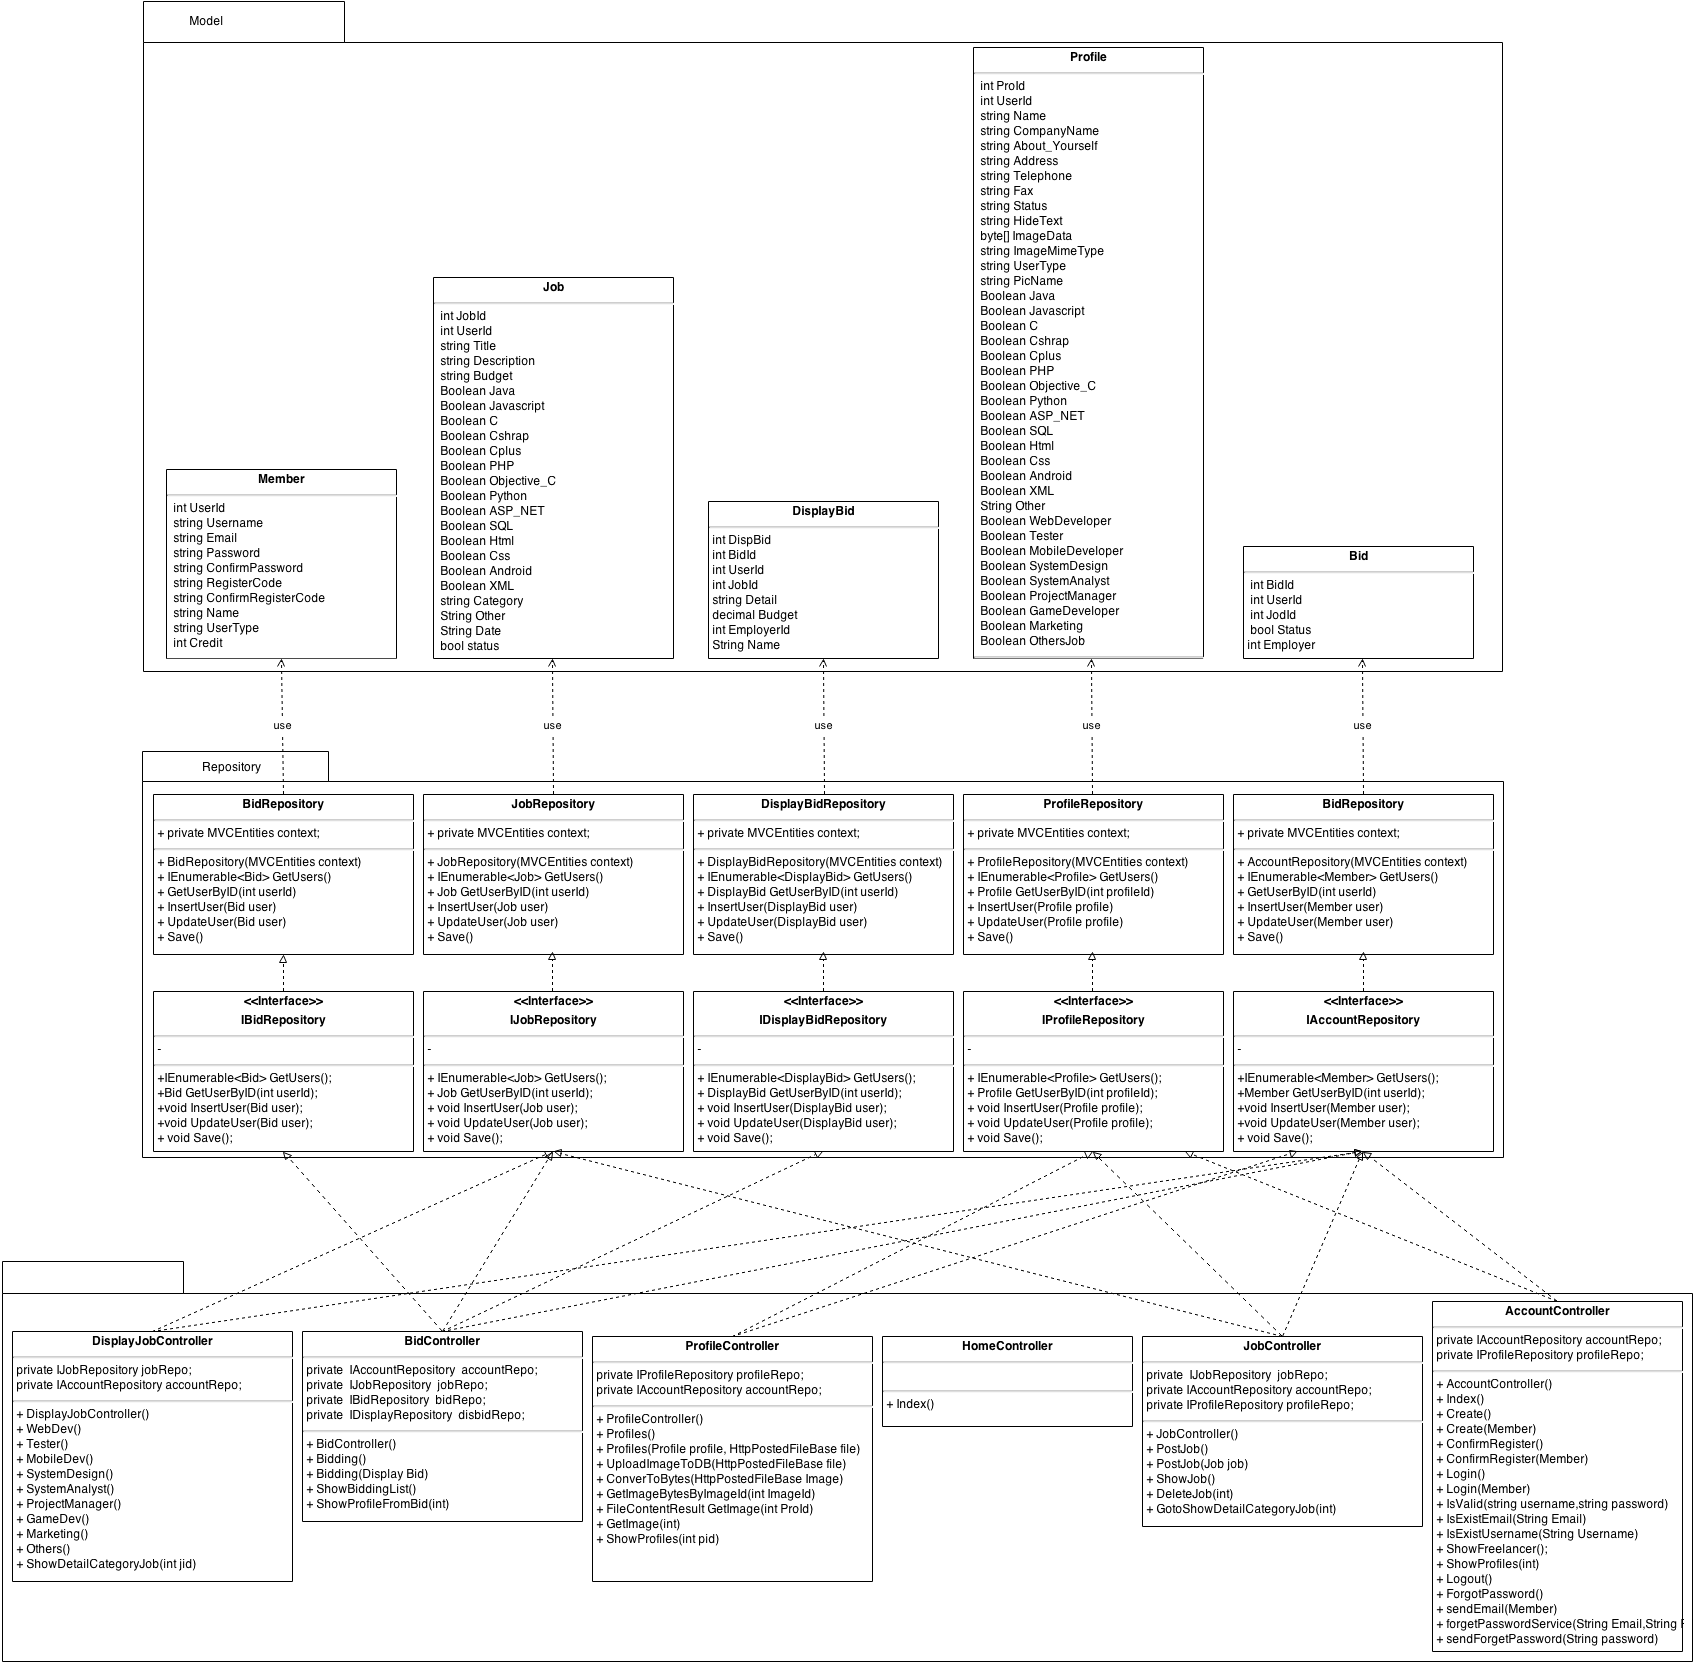 Model
Profile
int ProId
int UserId
string Name
string CompanyName
string About_Yourself
string Address
string Telephone
string Fax
string Status
string HideText
byte[] ImageData
string ImageMimeType
string UserType
string PicName
Boolean Java
Boolean Javascript
Boolean C
Boolean Cshrap
Boolean Cplus
Boolean PHP
Boolean Objective_C
Boolean Python
Boolean ASP_NET
Boolean SQL
Boolean Html
Boolean Css
Boolean Android
Boolean XML
String Other
Boolean WebDeveloper
Boolean Tester
Boolean MobileDeveloper
Boolean SystemDesign
Boolean SystemAnalyst
Boolean ProjectManager
Boolean GameDeveloper
Boolean Marketing
Boolean OthersJob
Job
int JobId
int UserId
string Title
string Description
string Budget
Boolean Java
Boolean Javascript
Boolean C
Boolean Cshrap
Boolean Cplus
Boolean PHP
Boolean Objective_C
Boolean Python
Boolean ASP_NET
Boolean SQL
Boolean Html
Boolean Css
Boolean Android
Boolean XML
string Category
String Other
String Date
bool status
Member
int UserId
string Username
string Email
string Password
string ConfirmPassword
string RegisterCode
string ConfirmRegisterCode
string Name
string UserType
int Credit
DisplayBid
int DispBid
int BidId
int UserId
int JobId
string Detail
decimal Budget
int EmployerId
String Name
Bid
int BidId
int UserId
int JodId
bool Status
int Employer
use
use
use
use
use
Repository
BidRepository
+ private MVCEntities context;
+ BidRepository(MVCEntities context)
+ IEnumerable<Bid> GetUsers()
+ GetUserByID(int userId)
+ InsertUser(Bid user)
+ UpdateUser(Bid user)
+ Save()
JobRepository
+ private MVCEntities context;
+ JobRepository(MVCEntities context)
+ IEnumerable<Job> GetUsers()
+ Job GetUserByID(int userId)
+ InsertUser(Job user)
+ UpdateUser(Job user)
+ Save()
DisplayBidRepository
+ private MVCEntities context;
+ DisplayBidRepository(MVCEntities context)
+ IEnumerable<DisplayBid> GetUsers()
+ DisplayBid GetUserByID(int userId)
+ InsertUser(DisplayBid user)
+ UpdateUser(DisplayBid user)
+ Save()
ProfileRepository
+ private MVCEntities context;
+ ProfileRepository(MVCEntities context)
+ IEnumerable<Profile> GetUsers()
+ Profile GetUserByID(int profileId)
+ InsertUser(Profile profile)
+ UpdateUser(Profile profile)
+ Save()
BidRepository
+ private MVCEntities context;
+ AccountRepository(MVCEntities context)
+ IEnumerable<Member> GetUsers()
+ GetUserByID(int userId)
+ InsertUser(Member user)
+ UpdateUser(Member user)
+ Save()
<<Interface>>
IBidRepository
-
+IEnumerable<Bid> GetUsers();
+Bid GetUserByID(int userId);
+void InsertUser(Bid user);
+void UpdateUser(Bid user);
+ void Save();
<<Interface>>
IJobRepository
-
+ IEnumerable<Job> GetUsers();
+ Job GetUserByID(int userId);
+ void InsertUser(Job user);
+ void UpdateUser(Job user);
+ void Save();
<<Interface>>
IDisplayBidRepository
-
+ IEnumerable<DisplayBid> GetUsers();
+ DisplayBid GetUserByID(int userId);
+ void InsertUser(DisplayBid user);
+ void UpdateUser(DisplayBid user);
+ void Save();
<<Interface>>
IProfileRepository
-
+ IEnumerable<Profile> GetUsers();
+ Profile GetUserByID(int profileId);
+ void InsertUser(Profile profile);
+ void UpdateUser(Profile profile);
+ void Save();
<<Interface>>
IAccountRepository
-
+IEnumerable<Member> GetUsers();
+Member GetUserByID(int userId);
+void InsertUser(Member user);
+void UpdateUser(Member user);
+ void Save();
DisplayJobController
private IJobRepository jobRepo;
private IAccountRepository accountRepo;
+ DisplayJobController()
+ WebDev()
+ Tester()
+ MobileDev()
+ SystemDesign()
+ SystemAnalyst()
+ ProjectManager()
+ GameDev()
+ Marketing()
+ Others()
+ ShowDetailCategoryJob(int jid)
BidController
private IAccountRepository accountRepo;
private IJobRepository jobRepo;
private IBidRepository bidRepo;
private IDisplayRepository disbidRepo;
+ BidController()
+ Bidding()
+ Bidding(Display Bid)
+ ShowBiddingList()
+ ShowProfileFromBid(int)
ProfileController
private IProfileRepository profileRepo;
private IAccountRepository accountRepo;
+ ProfileController()
+ Profiles()
+ Profiles(Profile profile, HttpPostedFileBase file)
+ UploadImageToDB(HttpPostedFileBase file)
+ ConverToBytes(HttpPostedFileBase Image)
+ GetImageBytesByImageId(int ImageId)
+ FileContentResult GetImage(int ProId)
+ GetImage(int)
+ ShowProfiles(int pid)
HomeController
+ Index()
JobController
private IJobRepository jobRepo;
private IAccountRepository accountRepo;
private IProfileRepository profileRepo;
+ JobController()
+ PostJob()
+ PostJob(Job job)
+ ShowJob()
+ DeleteJob(int)
+ GotoShowDetailCategoryJob(int)
AccountController
private IAccountRepository accountRepo;
private IProfileRepository profileRepo;
+ AccountController()
+ Index()
+ Create()
+ Create(Member)
+ ConfirmRegister()
+ ConfirmRegister(Member)
+ Login()
+ Login(Member)
+ IsValid(string username,string password)
+ IsExistEmail(String Email)
+ IsExistUsername(String Username)
+ ShowFreelancer();
+ ShowProfiles(int)
+ Logout()
+ ForgotPassword()
+ sendEmail(Member)
+ forgetPasswordService(String Email,String
+ sendForgetPassword(String password)